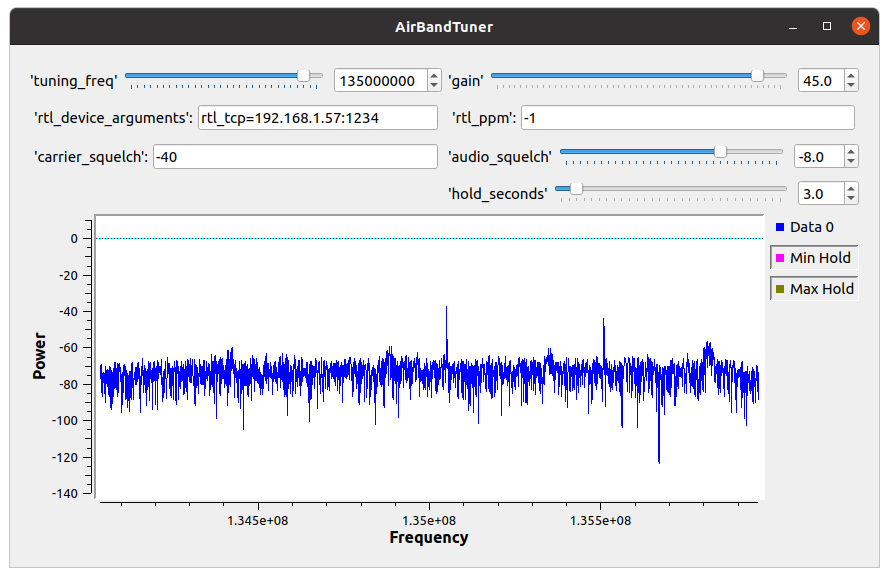 AirBandTuner
'tuning_freq' 135000000 'gain' 45.0
'rtl_device_arguments': rtl_tcp=192.168.1.57:1234 'rtl_ppm': -1
'carrier_squelch': -40 'audio_squelch' -8.0
'hold_seconds' 3.0
Data 0
Min Hold
Max Hold
Power
0
-20
-40
-60
-80
-100
-120
-140
1.345e+08 1.35e+08 1.355e+08
Frequency